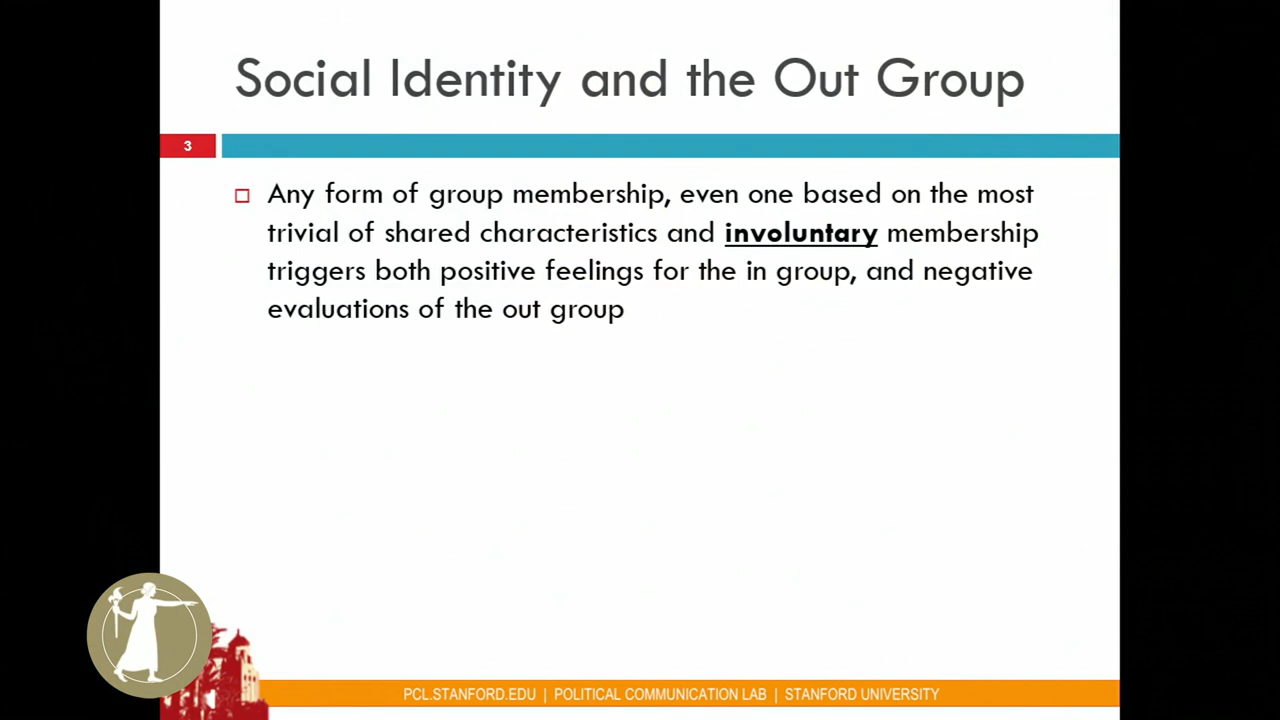 Social Identity and the Out Group
3
Any form of group membership, even one based on the most
trivial of shared characteristics and involuntary membership
triggers both positive feelings for the in group, and negative
evaluations of the out group
PCL.STANFORD.EDU | POLITICAL COMMUNICATION LAB | STANFORD UNIVERSITY